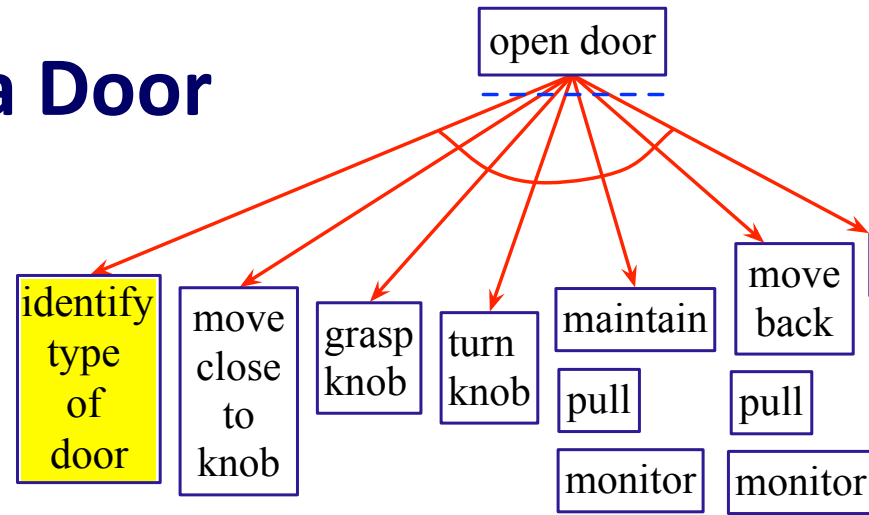 a Door
open door
identify
type
of
door
move
close
to
knob
grasp
knob
turn
knob
maintain
pull
monitor
move
back
pull
monitor